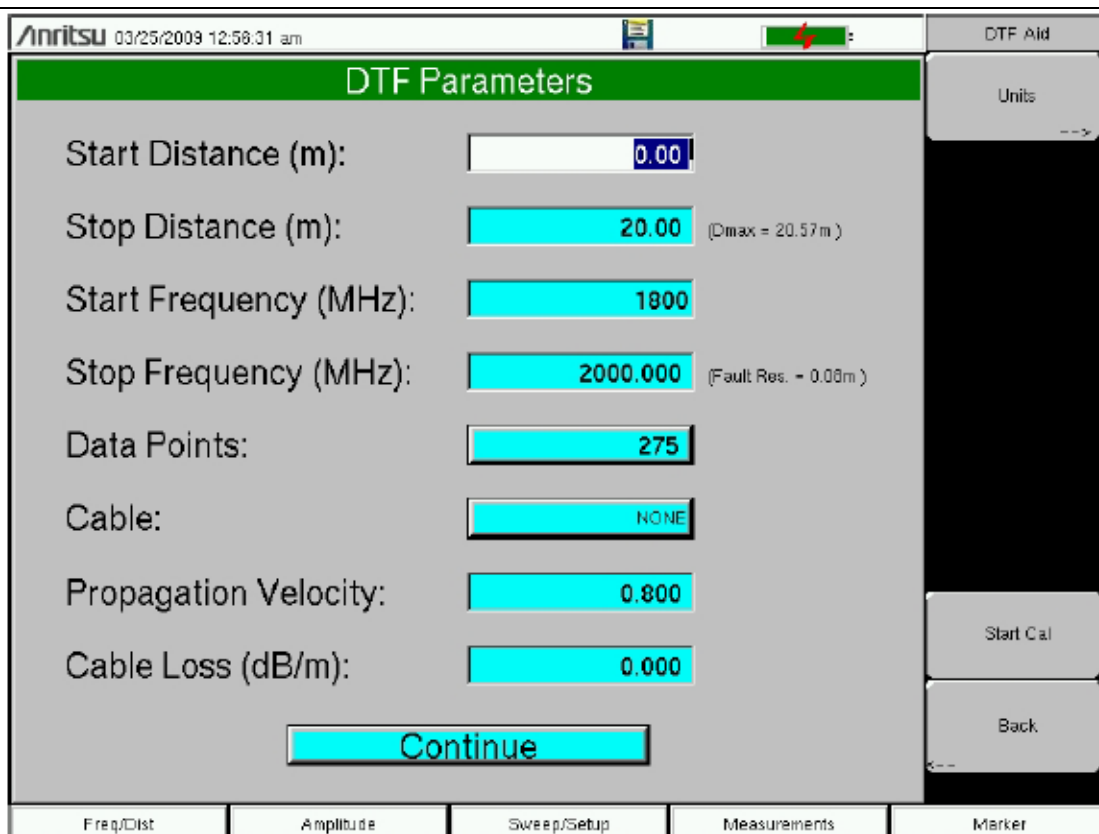 Anritsu 03/25/2009 12:56:31 am
DTF Aid
DTF Parameters
Units
-->
Start Distance (m): 0.00
Stop Distance (m): 20.00 (Dmax = 20.57m )
Start Frequency (MHz): 1800
Stop Frequency (MHz): 2000.000 (Fault Res. = 0.08m )
Data Points: 275
Cable: NONE
Propagation Velocity: 0.800
Start Cal
Cable Loss (dB/m): 0.000
Back
<--
Continue
Freq/Dist Amplitude Sweep/Setup Measurements Marker